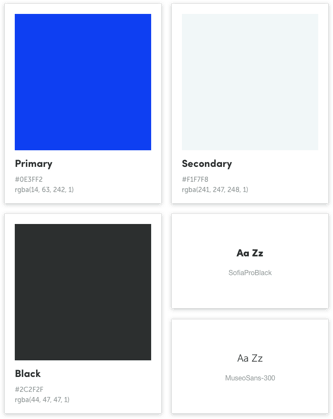 Primary
#0E3FF2
rgba(14, 63, 242, 1)
Secondary
#F1F7F8
rgba(241, 247, 248, 1)
Black
#2C2F2F
rgba(44, 47, 47, 1)
Aa Zz
SofiaProBlack
Aa Zz
MuseoSans-300